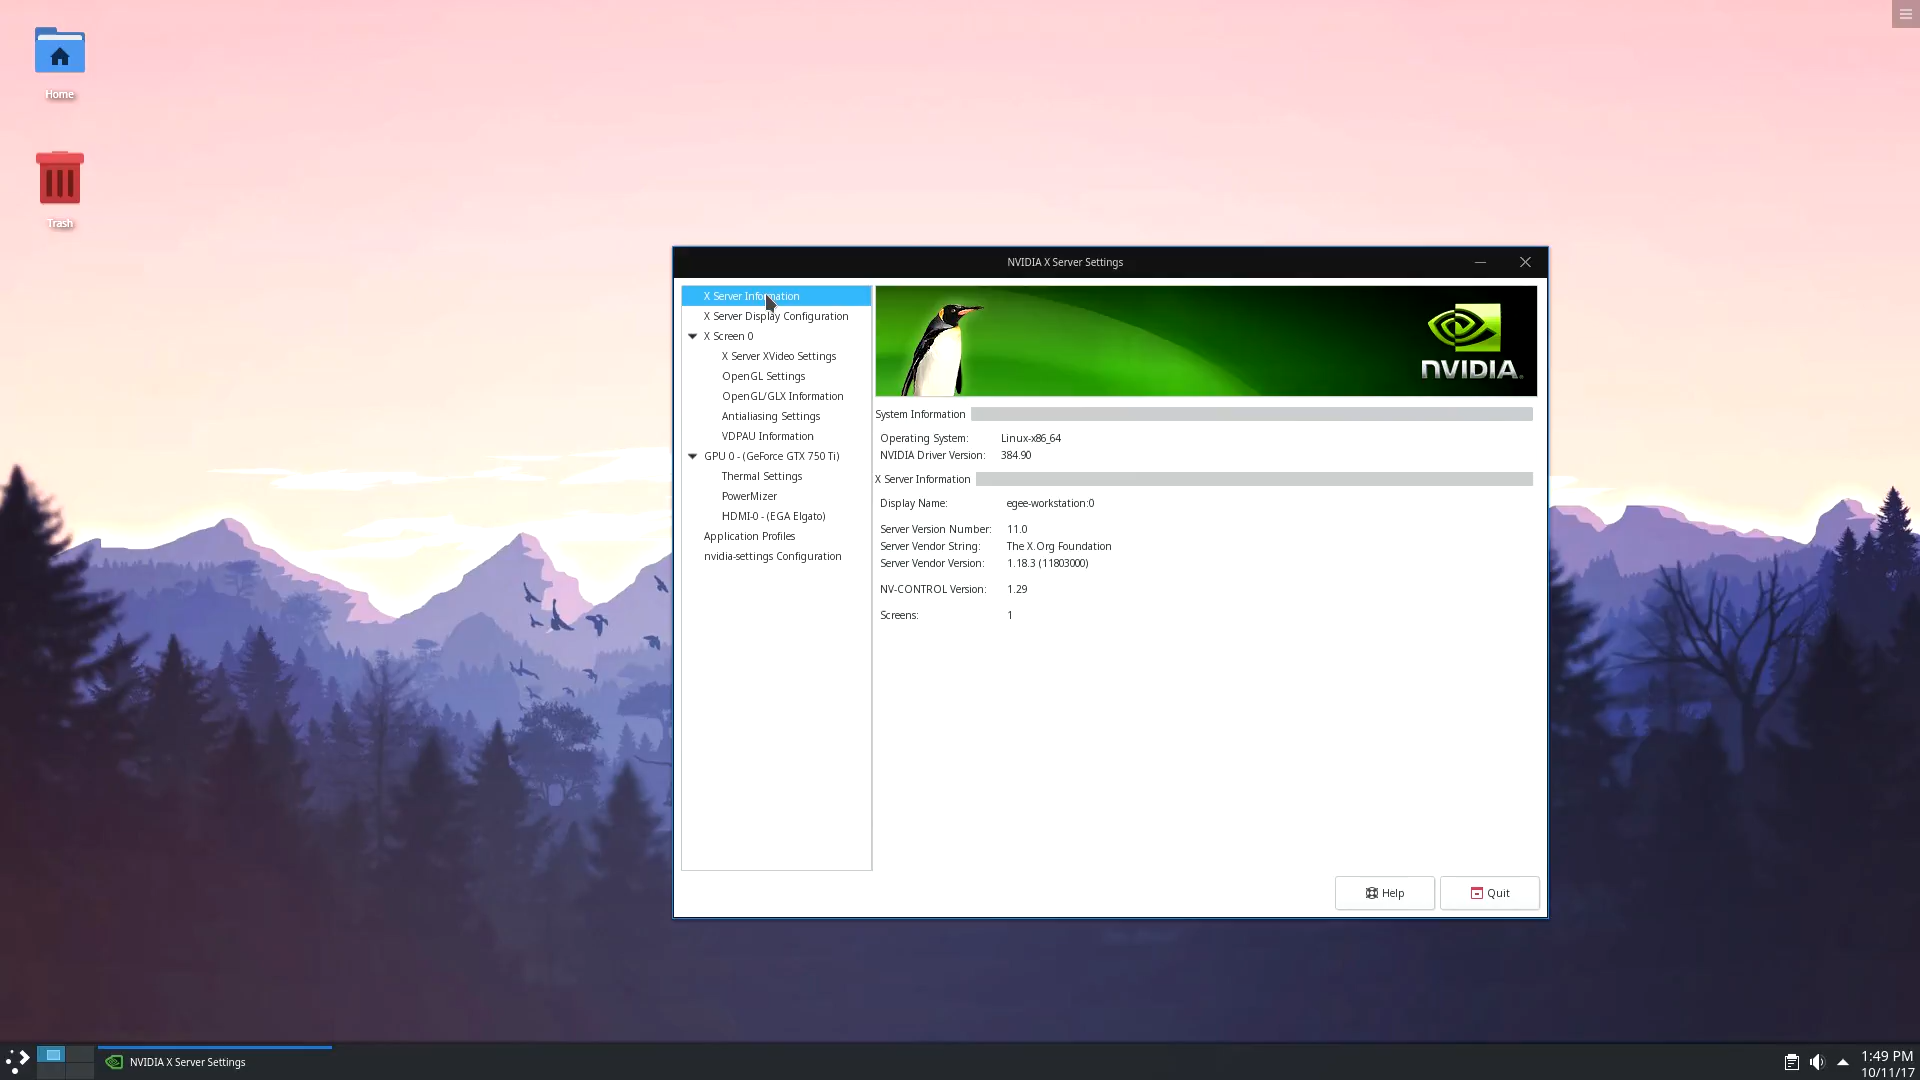 Home
Trash
NVIDIA X Server Settings
X Server Information
X Server Display Configuration
X Screen 0
X Server XVideo Settings
OpenGL Settings
OpenGL/GLX Information
Antialiasing Settings
VDPAU Information
GPU 0 - (GeForce GTX 750 Ti)
Thermal Settings
PowerMizer
HDMI-0 - (EGA Elgato)
Application Profiles
nvidia-settings Configuration
NVIDIA.
System Information
Operating System: Linux-x86_64
NVIDIA Driver Version: 384.90
X Server Information
Display Name: egee-workstation:0
Server Version Number: 11.0
Server Vendor String: The X.Org Foundation
Server Vendor Version: 1.18.3 (11803000)
NV-CONTROL Version: 1.29
Screens: 1
Help
Quit
NVIDIA X Server Settings
1:49 PM
10/11/17